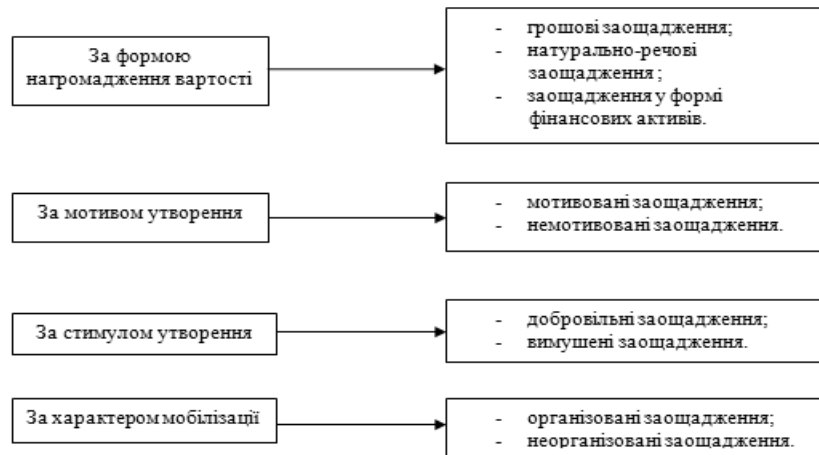 За формою
нагромадження вартості
- грошові заощадження;
- натурально-речові
заощадження ;
- заощадження у формі
фінансових активів.
За мотивом утворення
- мотивовані заощадження;
- немотивовані заощадження.
За стимулом утворення
- добровільні заощадження;
- вимушені заощадження.
За характером мобілізації
- організовані заощадження;
- неорганізовані заощадження.